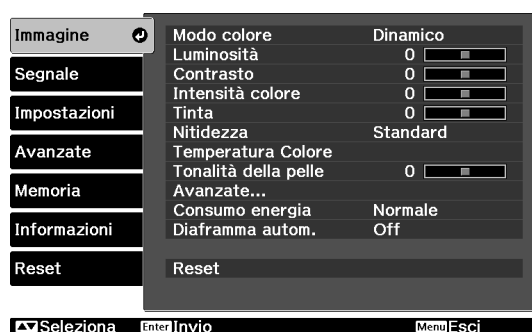 Immagine
Segnale
Impostazioni
Avanzate
Memoria
Informazioni
Reset
Modo colore Dinamico
Luminosità 0
Contrasto 0
Intensità colore 0
Tinta 0
Nitidezza Standard
Temperatura Colore
Tonalità della pelle 0
Avanzate...
Consumo energia Normale
Diaframma autom. Off
Reset
Seleziona Enter Invio Menu Esci